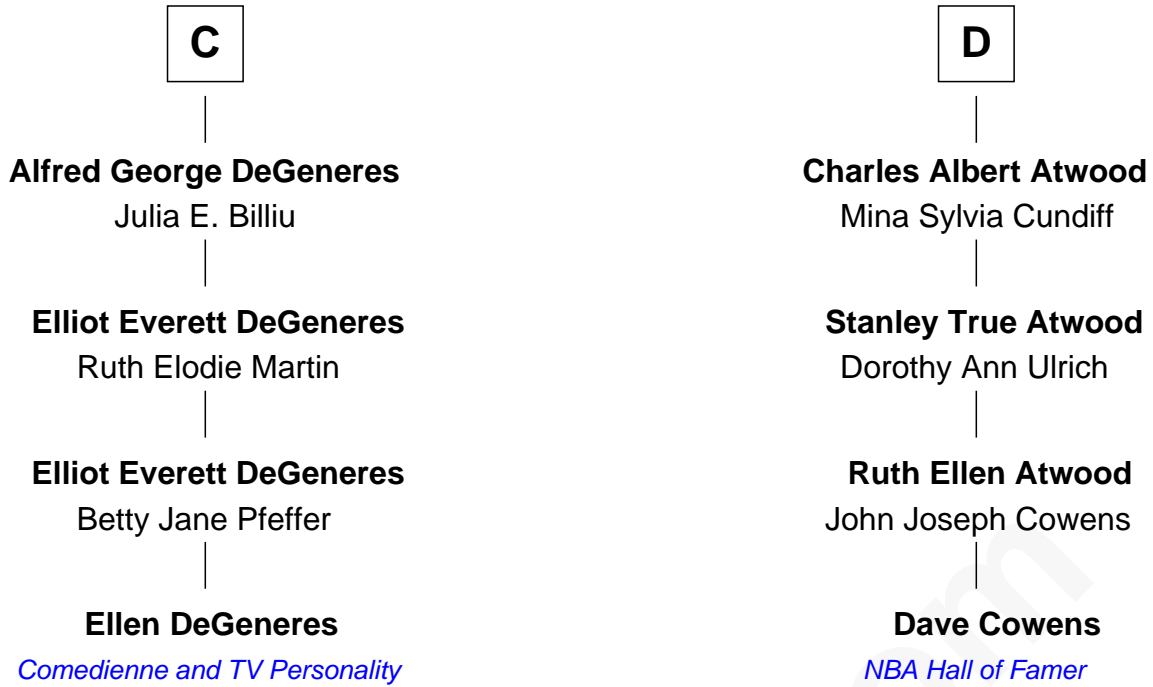 C
Alfred George DeGeneres
Julia E. Billiu
Elliot Everett DeGeneres
Ruth Elodie Martin
Elliot Everett DeGeneres
Betty Jane Pfeffer
Ellen DeGeneres
Comedienne and TV Personality
D
Charles Albert Atwood
Mina Sylvia Cundiff
Stanley True Atwood
Dorothy Ann Ulrich
Ruth Ellen Atwood
John Joseph Cowens
Dave Cowens
NBA Hall of Famer